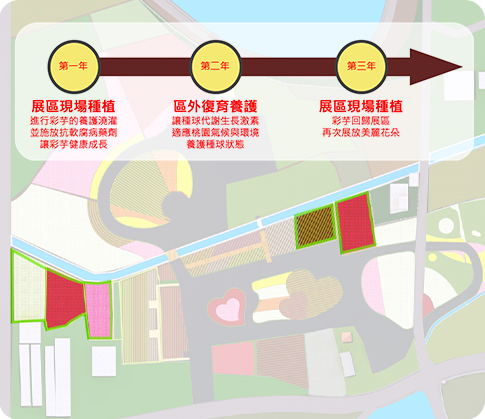 第一年
第二年
第三年
展區現場種植
進行彩芋的養護澆灌
並施放抗軟腐病藥劑
讓彩芋健康成長
區外復育養護
讓種球代謝生長激素
適應桃園氣候與環境
養護種球狀態
展區現場種植
彩芋回歸展區
再次展放美麗花朵